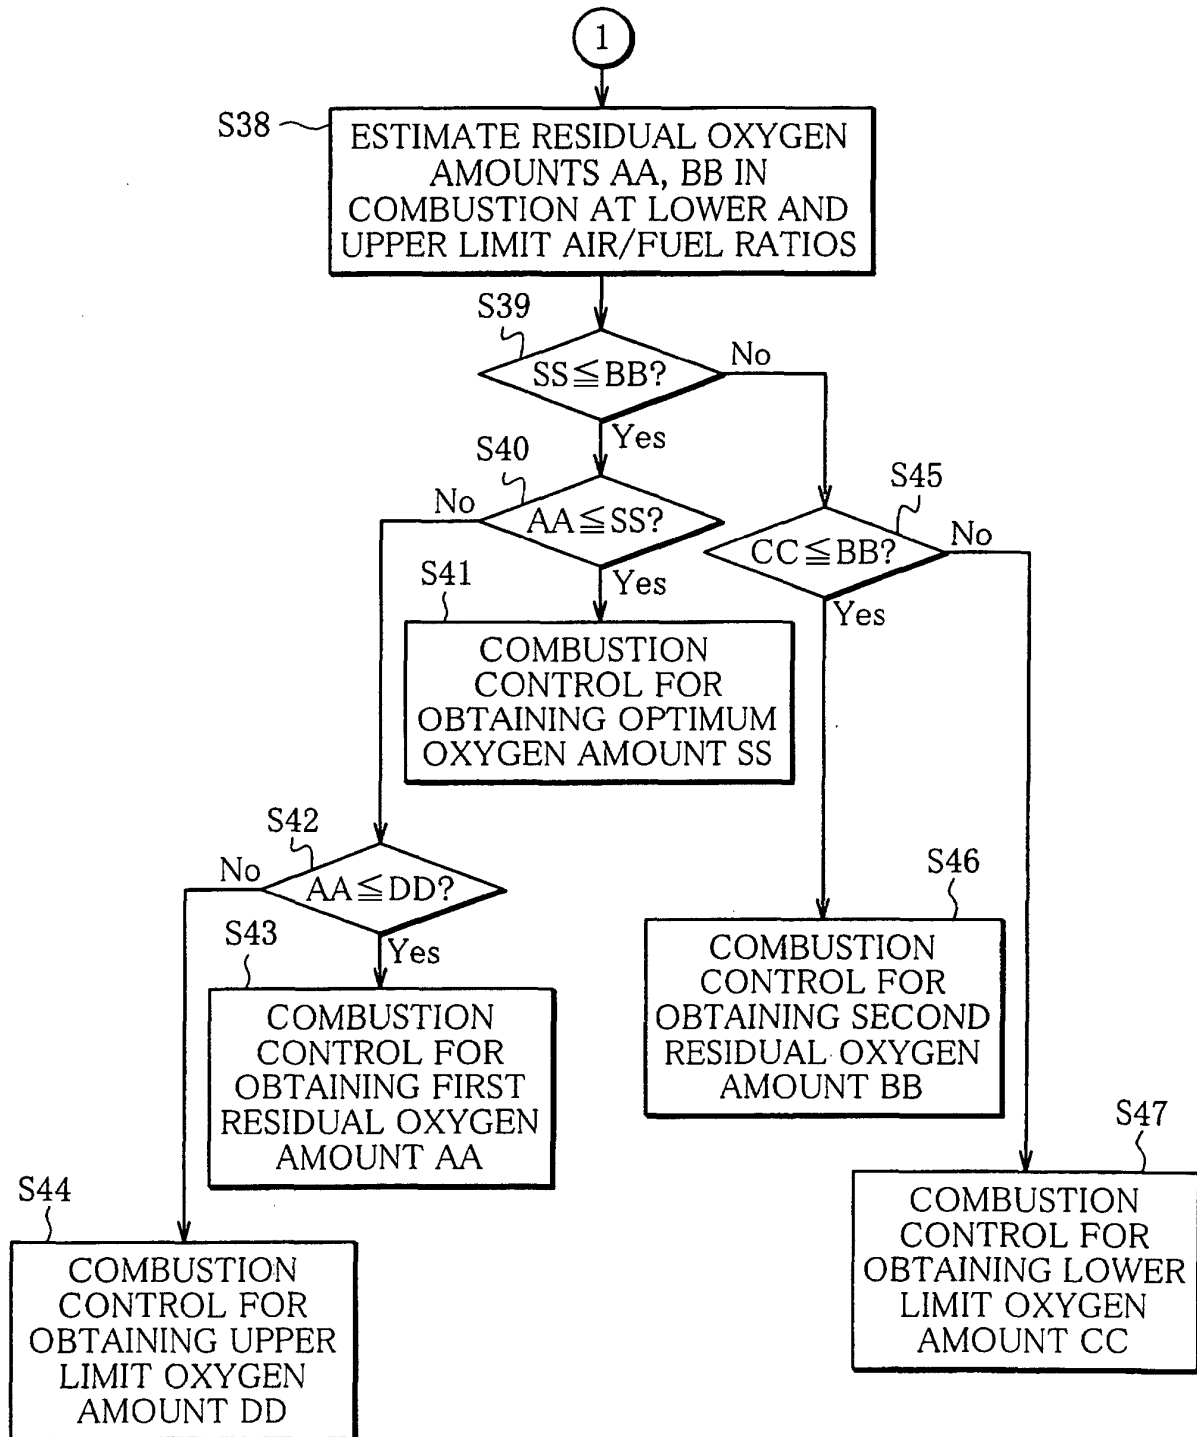 1
S38
ESTIMATE RESIDUAL OXYGEN
AMOUNTS AA, BB IN
COMBUSTION AT LOWER AND
UPPER LIMIT AIR/FUEL RATIOS
S39
SS≦BB?
No
Yes
S40
No
AA≦SS?
Yes
S45
CC≦BB?
No
Yes
S41
COMBUSTION
CONTROL FOR
OBTAINING OPTIMUM
OXYGEN AMOUNT SS
S42
No
AA≦DD?
Yes
S43
COMBUSTION
CONTROL FOR
OBTAINING FIRST
RESIDUAL OXYGEN
AMOUNT AA
S46
COMBUSTION
CONTROL FOR
OBTAINING SECOND
RESIDUAL OXYGEN
AMOUNT BB
S44
COMBUSTION
CONTROL FOR
OBTAINING UPPER
LIMIT OXYGEN
AMOUNT DD
S47
COMBUSTION
CONTROL FOR
OBTAINING LOWER
LIMIT OXYGEN
AMOUNT CC